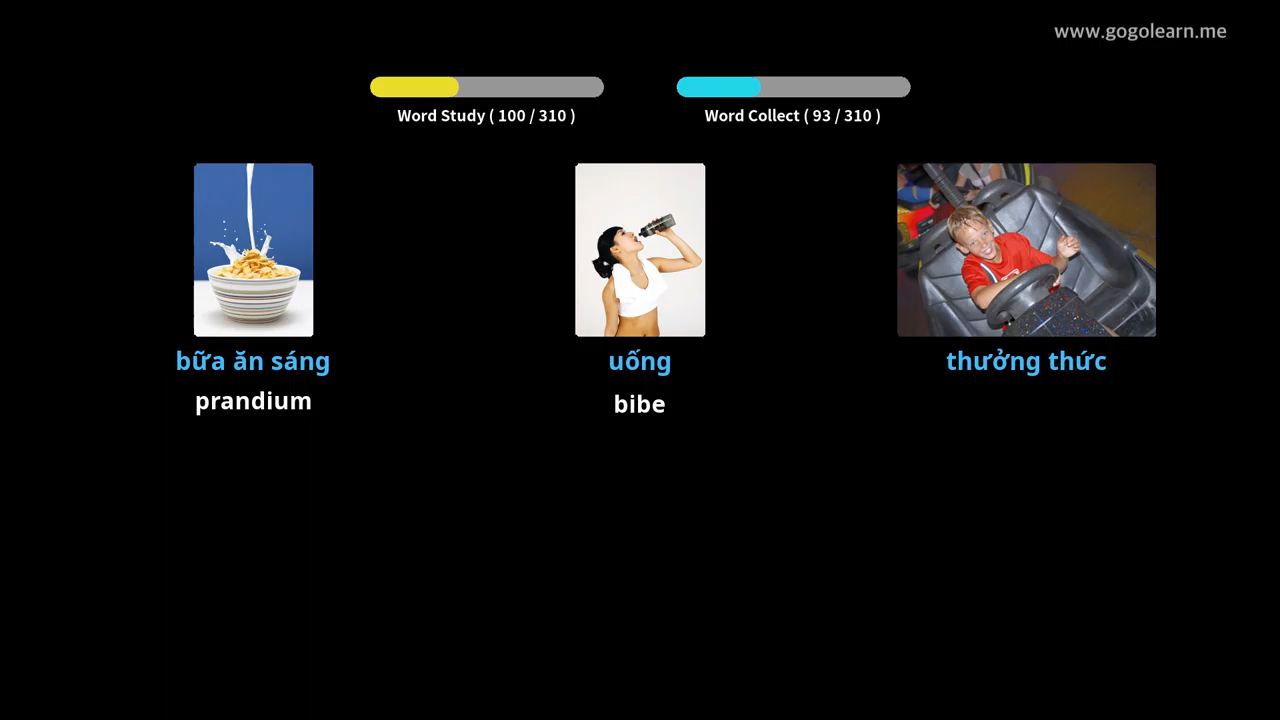 www.gogolearn.me
Word Study ( 100 / 310 )
Word Collect ( 93 / 310 )
bữa ăn sáng
prandium
uống
bibe
thưởng thức